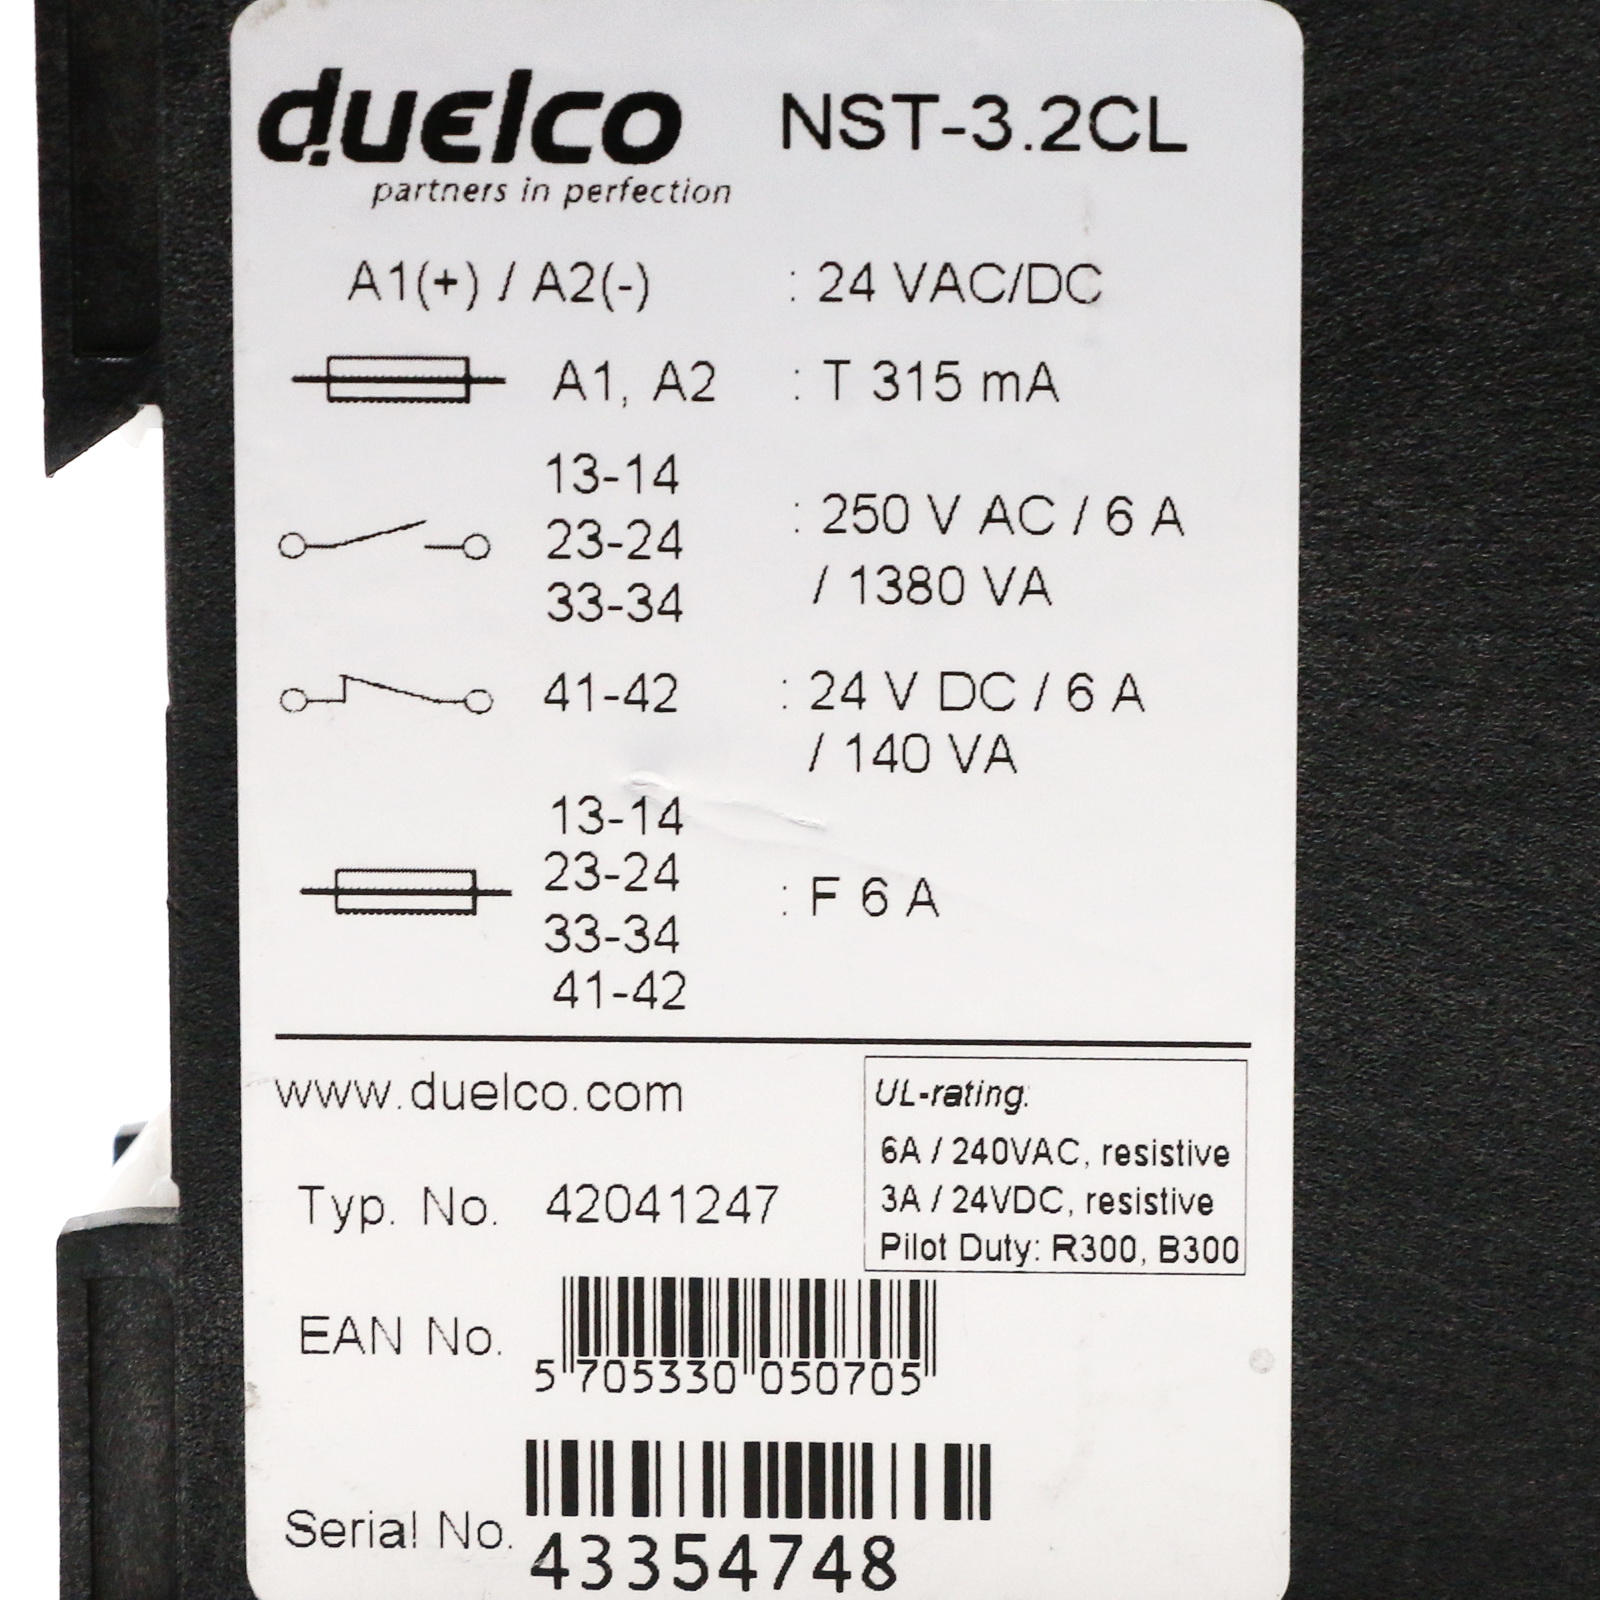 duelco NST-3.2CL
partners in perfection
A1(+) / A2(-) : 24 VAC/DC
A1, A2 : T 315 mA
13-14
23-24
33-34
: 250 V AC / 6 A
/ 1380 VA
41-42 : 24 V DC / 6 A
/ 140 VA
13-14
23-24
33-34
41-42
: F 6 A
www.duelco.com
Typ. No. 42041247
UL-rating:
6A / 240VAC, resistive
3A / 24VDC, resistive
Pilot Duty: R300, B300
EAN No.
5 705330 050705
Serial No.
43354748